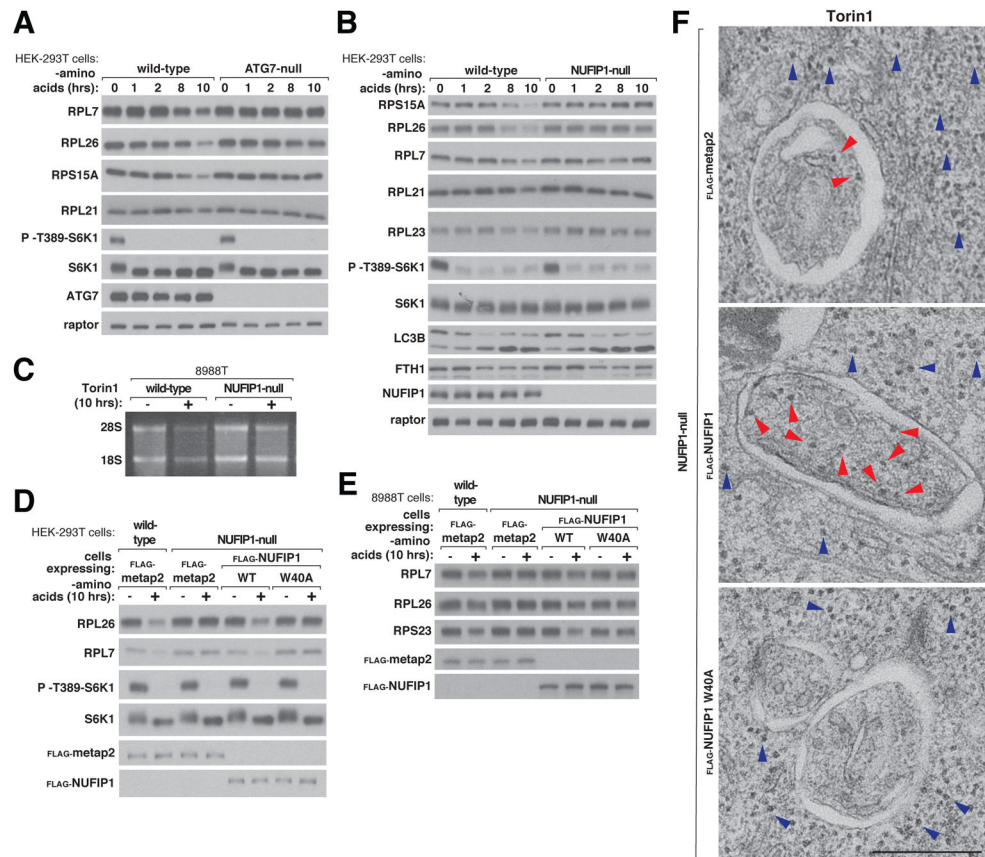 A
HEK-293T cells:
-amino
acids (hrs):
wild-type
ATG7-null
0 1 2 8 10 0 1 2 8 10
RPL7
RPL26
RPS15A
RPL21
P -T389-S6K1
S6K1
ATG7
raptor
B
HEK-293T cells:
-amino
acids (hrs):
wild-type
NUFIP1-null
0 1 2 8 10 0 1 2 8 10
RPS15A
RPL26
RPL7
RPL21
RPL23
P -T389-S6K1
S6K1
LC3B
FTH1
NUFIP1
raptor
C
8988T
Torin1
(10 hrs):
wild-type
NUFIP1-null
- + - +
28S
18S
D
HEK-293T cells:
wild-
type
NUFIP1-null
cells
expressing:
FLAG-
metap2
FLAG-
metap2
FLAG-NUFIP1
WT W40A
-amino
acids (10 hrs):
- + - + - + - +
RPL26
RPL7
P -T389-S6K1
S6K1
FLAG-metap2
FLAG-NUFIP1
E
8988T cells:
wild-
type
NUFIP1-null
cells
expressing:
FLAG-
metap2
FLAG-
metap2
FLAG-NUFIP1
WT W40A
-amino
acids (10 hrs):
- + - + - + - +
RPL7
RPL26
RPS23
FLAG-metap2
FLAG-NUFIP1
F
Torin1
NUFIP1-null
FLAG-metap2
FLAG-NUFIP1
FLAG-NUFIP1 W40A